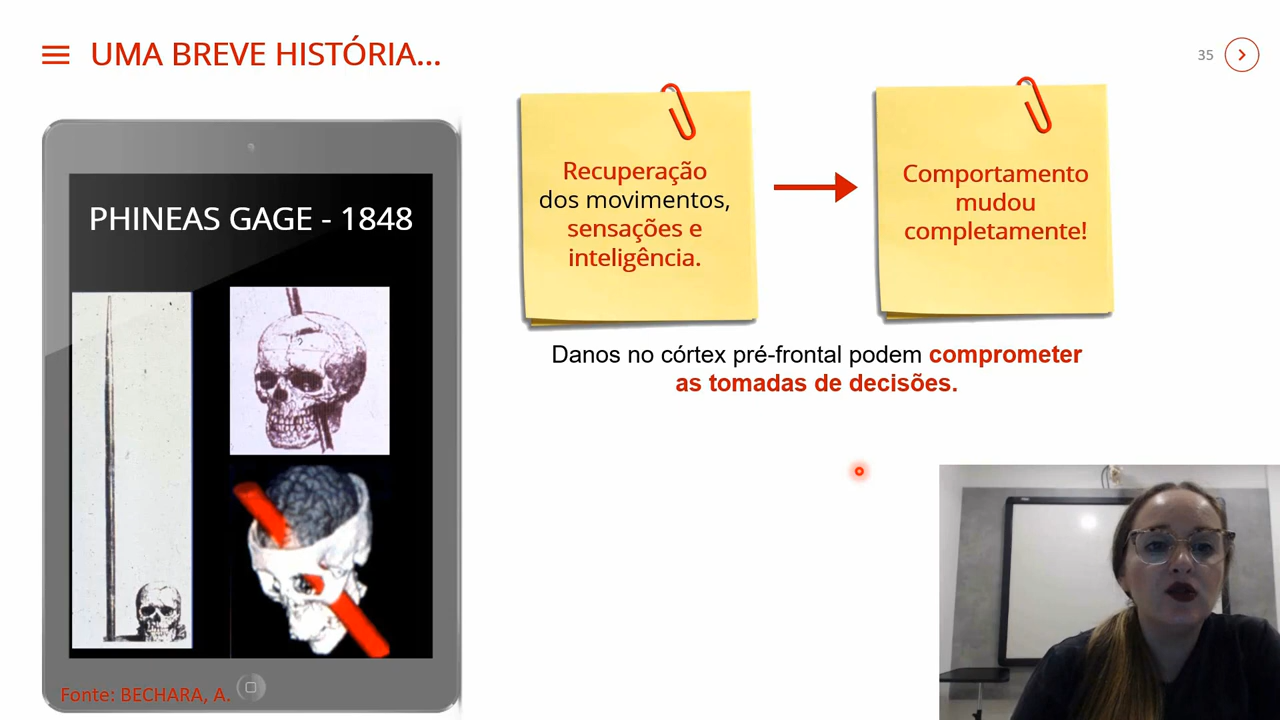 UMA BREVE HISTÓRIA...
35
PHINEAS GAGE - 1848
Fonte: BECHARA, A.
Recuperação
dos movimentos,
sensações e
inteligência.
Comportamento
mudou
completamente!
Danos no córtex pré-frontal podem comprometer
as tomadas de decisões.